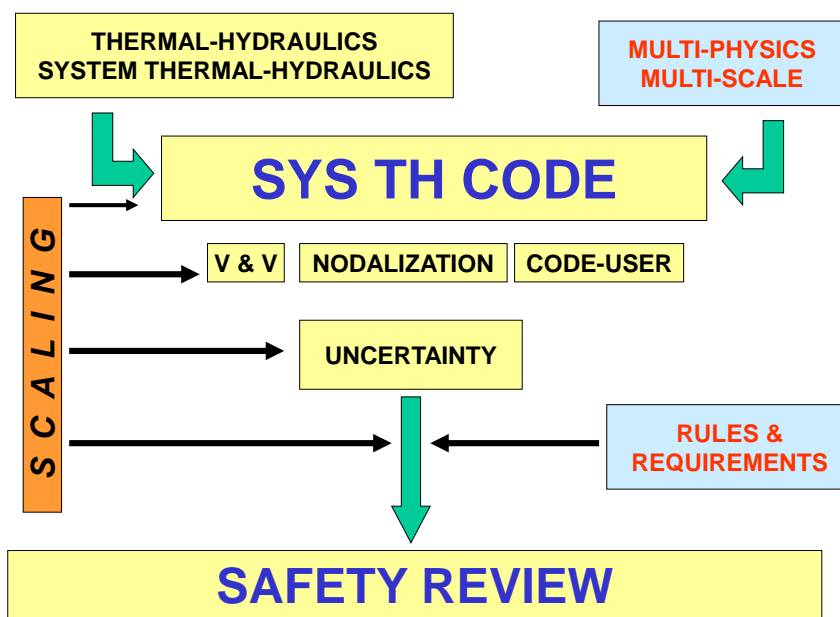 THERMAL-HYDRAULICS
SYSTEM THERMAL-HYDRAULICS
MULTI-PHYSICS
MULTI-SCALE
SYS TH CODE
SCALING
V & V
NODALIZATION
CODE-USER
UNCERTAINTY
RULES &
REQUIREMENTS
SAFETY REVIEW